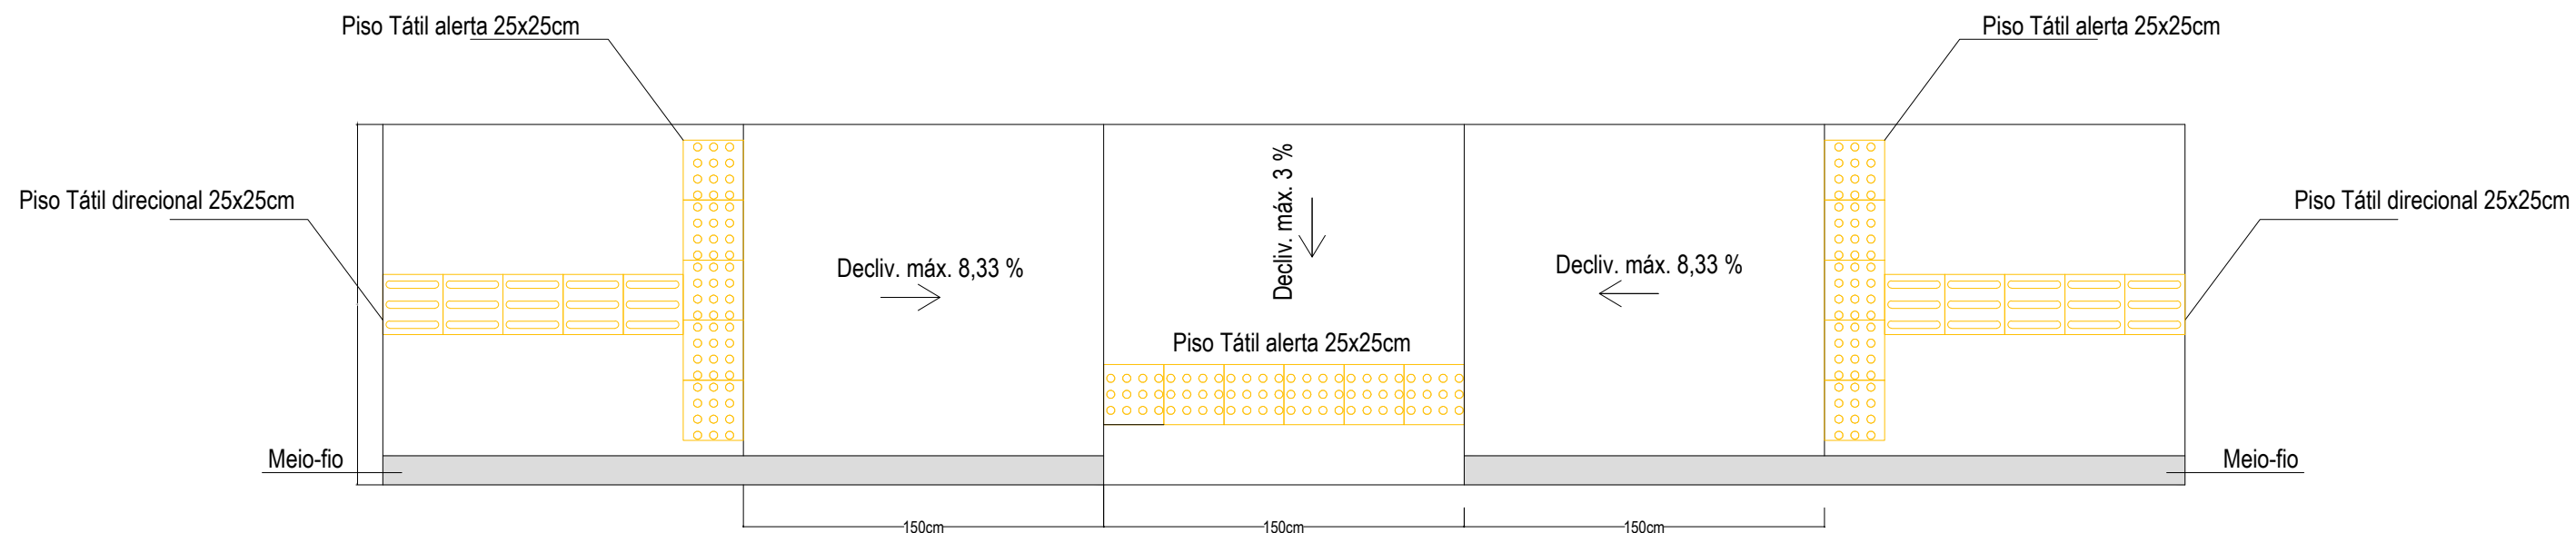 Piso Tátil alerta 25x25cm
Piso Tátil alerta 25x25cm
Decliv. máx. 3 %
Piso Tátil direcional 25x25cm
Piso Tátil direcional 25x25cm
Decliv. máx. 8,33 %
Decliv. máx. 8,33 %
Piso Tátil alerta 25x25cm
Meio-fio
Meio-fio
150cm
150cm
150cm